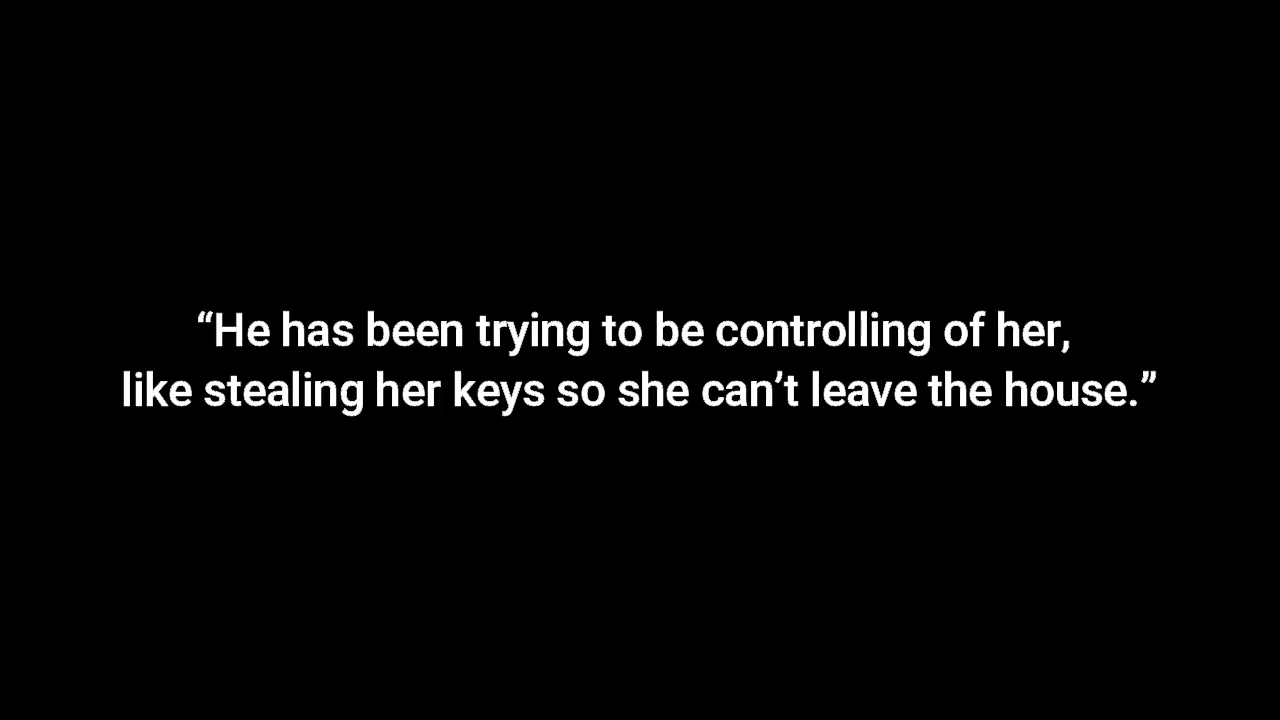 “He has been trying to be controlling of her,
like stealing her keys so she can’t leave the house.”